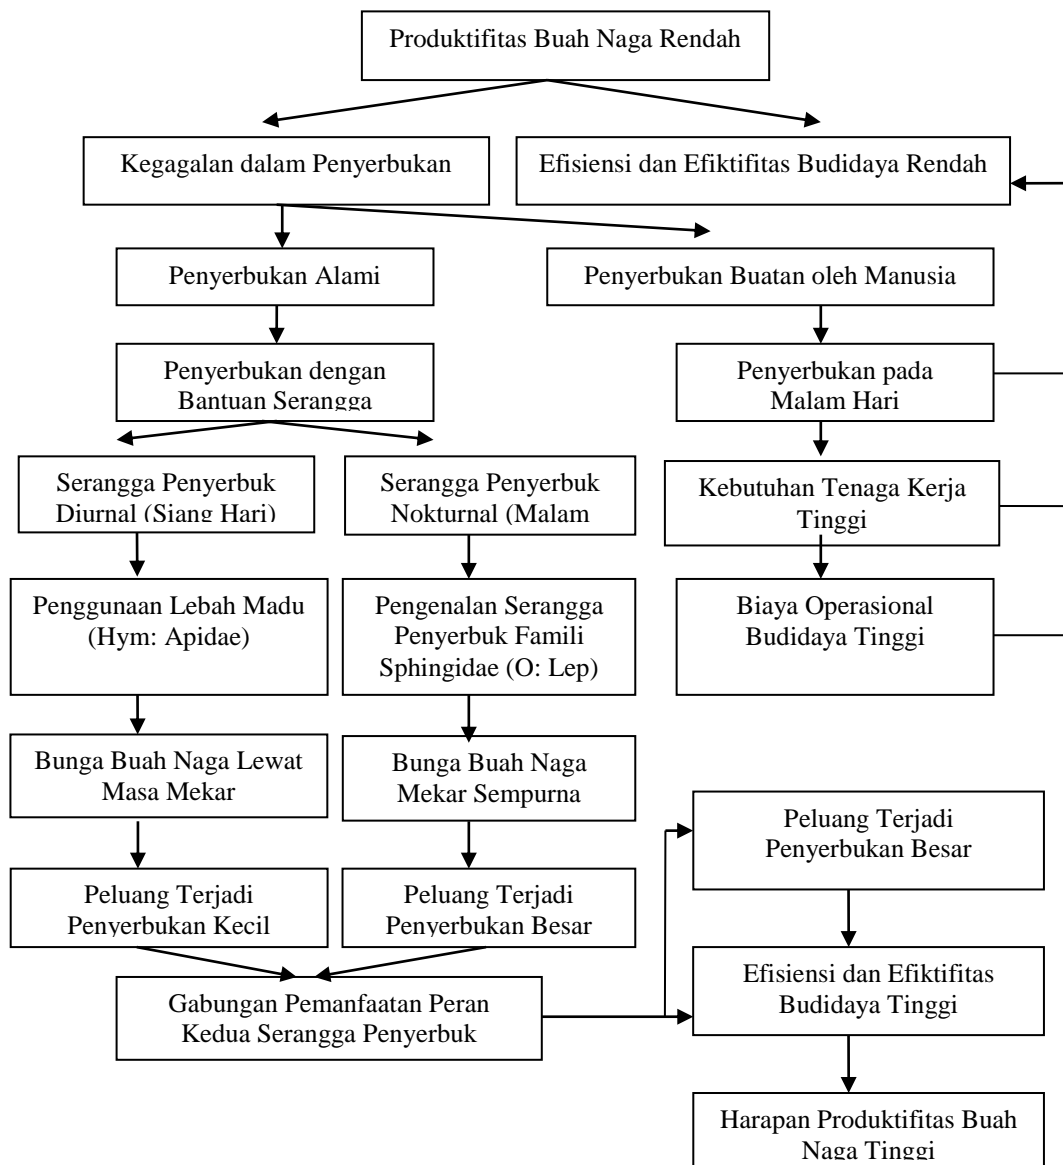 Produktifitas Buah Naga Rendah
Kegagalan dalam Penyerbukan
Efisiensi dan Efiktifitas Budidaya Rendah
Penyerbukan Alami
Penyerbukan Buatan oleh Manusia
Penyerbukan dengan
Bantuan Serangga
Penyerbukan pada
Malam Hari
Serangga Penyerbuk
Diurnal (Siang Hari)
Serangga Penyerbuk
Nokturnal (Malam
Kebutuhan Tenaga Kerja
Tinggi
Penggunaan Lebah Madu
(Hym: Apidae)
Pengenalan Serangga
Penyerbuk Famili
Sphingidae (O: Lep)
Biaya Operasional
Budidaya Tinggi
Bunga Buah Naga Lewat
Masa Mekar
Bunga Buah Naga
Mekar Sempurna
Peluang Terjadi
Penyerbukan Besar
Peluang Terjadi
Penyerbukan Kecil
Peluang Terjadi
Penyerbukan Besar
Efisiensi dan Efiktifitas
Budidaya Tinggi
Gabungan Pemanfaatan Peran
Kedua Serangga Penyerbuk
Harapan Produktifitas Buah
Naga Tinggi